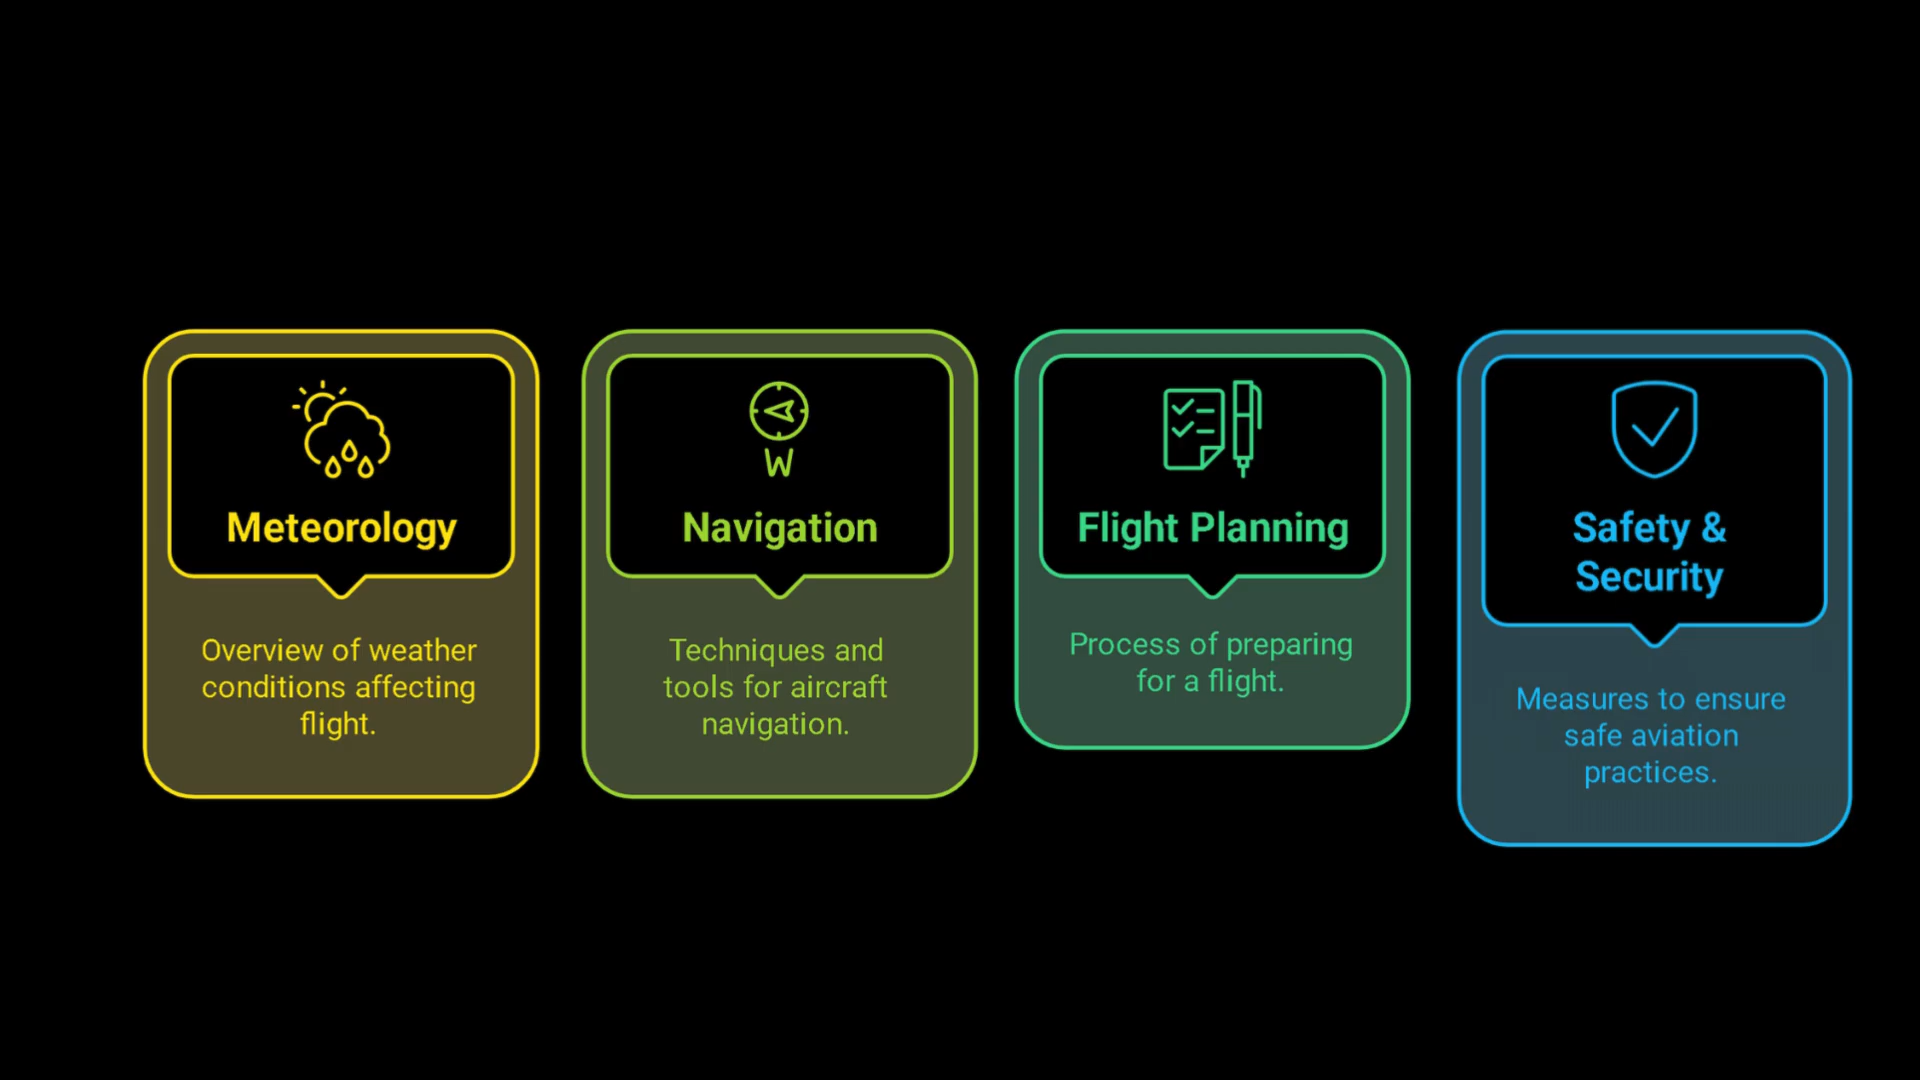 W
Meteorology
Navigation
Flight Planning
Safety &
Security
Overview of weather
conditions affecting
flight.
Techniques and
tools for aircraft
navigation.
Process of preparing
for a flight.
Measures to ensure
safe aviation
practices.